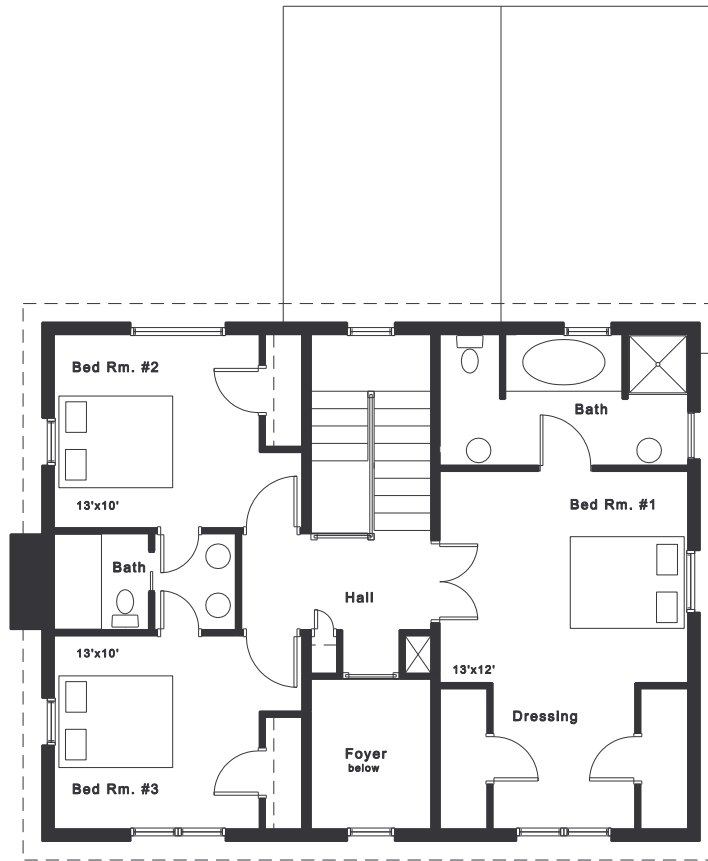 Bed Rm. #2
Bath
Bed Rm. #1
13'x10'
Bath
Hall
13'x10'
13'x12'
Dressing
Foyer
below
Bed Rm. #3